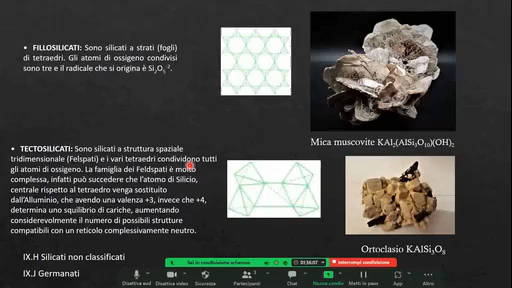 • FILLOSILICATI: Sono silicati a strati (fogli)
di tetraedri. Gli atomi di ossigeno condivisi
sono tre e il radicale che si origina è Si₂O₅⁻².
Mica muscovite KAl₂(AlSi₃O₁₀)(OH)₂
• TECTOSILICATI: Sono silicati a struttura spaziale
tridimensionale (Felspati) e i vari tetraedri condividono tutti
gli atomi di ossigeno. La famiglia dei Feldspati è molto
complessa, infatti può succedere che l'atomo di Silicio,
centrale rispetto al tetraedro venga sostituito
dall'Alluminio, che avendo una valenza +3, invece che +4,
determina uno squilibrio di cariche, aumentando
considerevolmente il numero di possibili strutture
compatibili con un reticolo complessivamente neutro.
Ortoclasio KAlSi₃O₈
IX.H Silicati non classificati
IX.J Germanati
Sei in condivisione schermo
01:56:07
Interrompi condivisione
Disattiva audio
Disattiva video
Sicurezza
Partecipanti
3
Chat
Nuova condiv
Metti in pausa
App
Altro